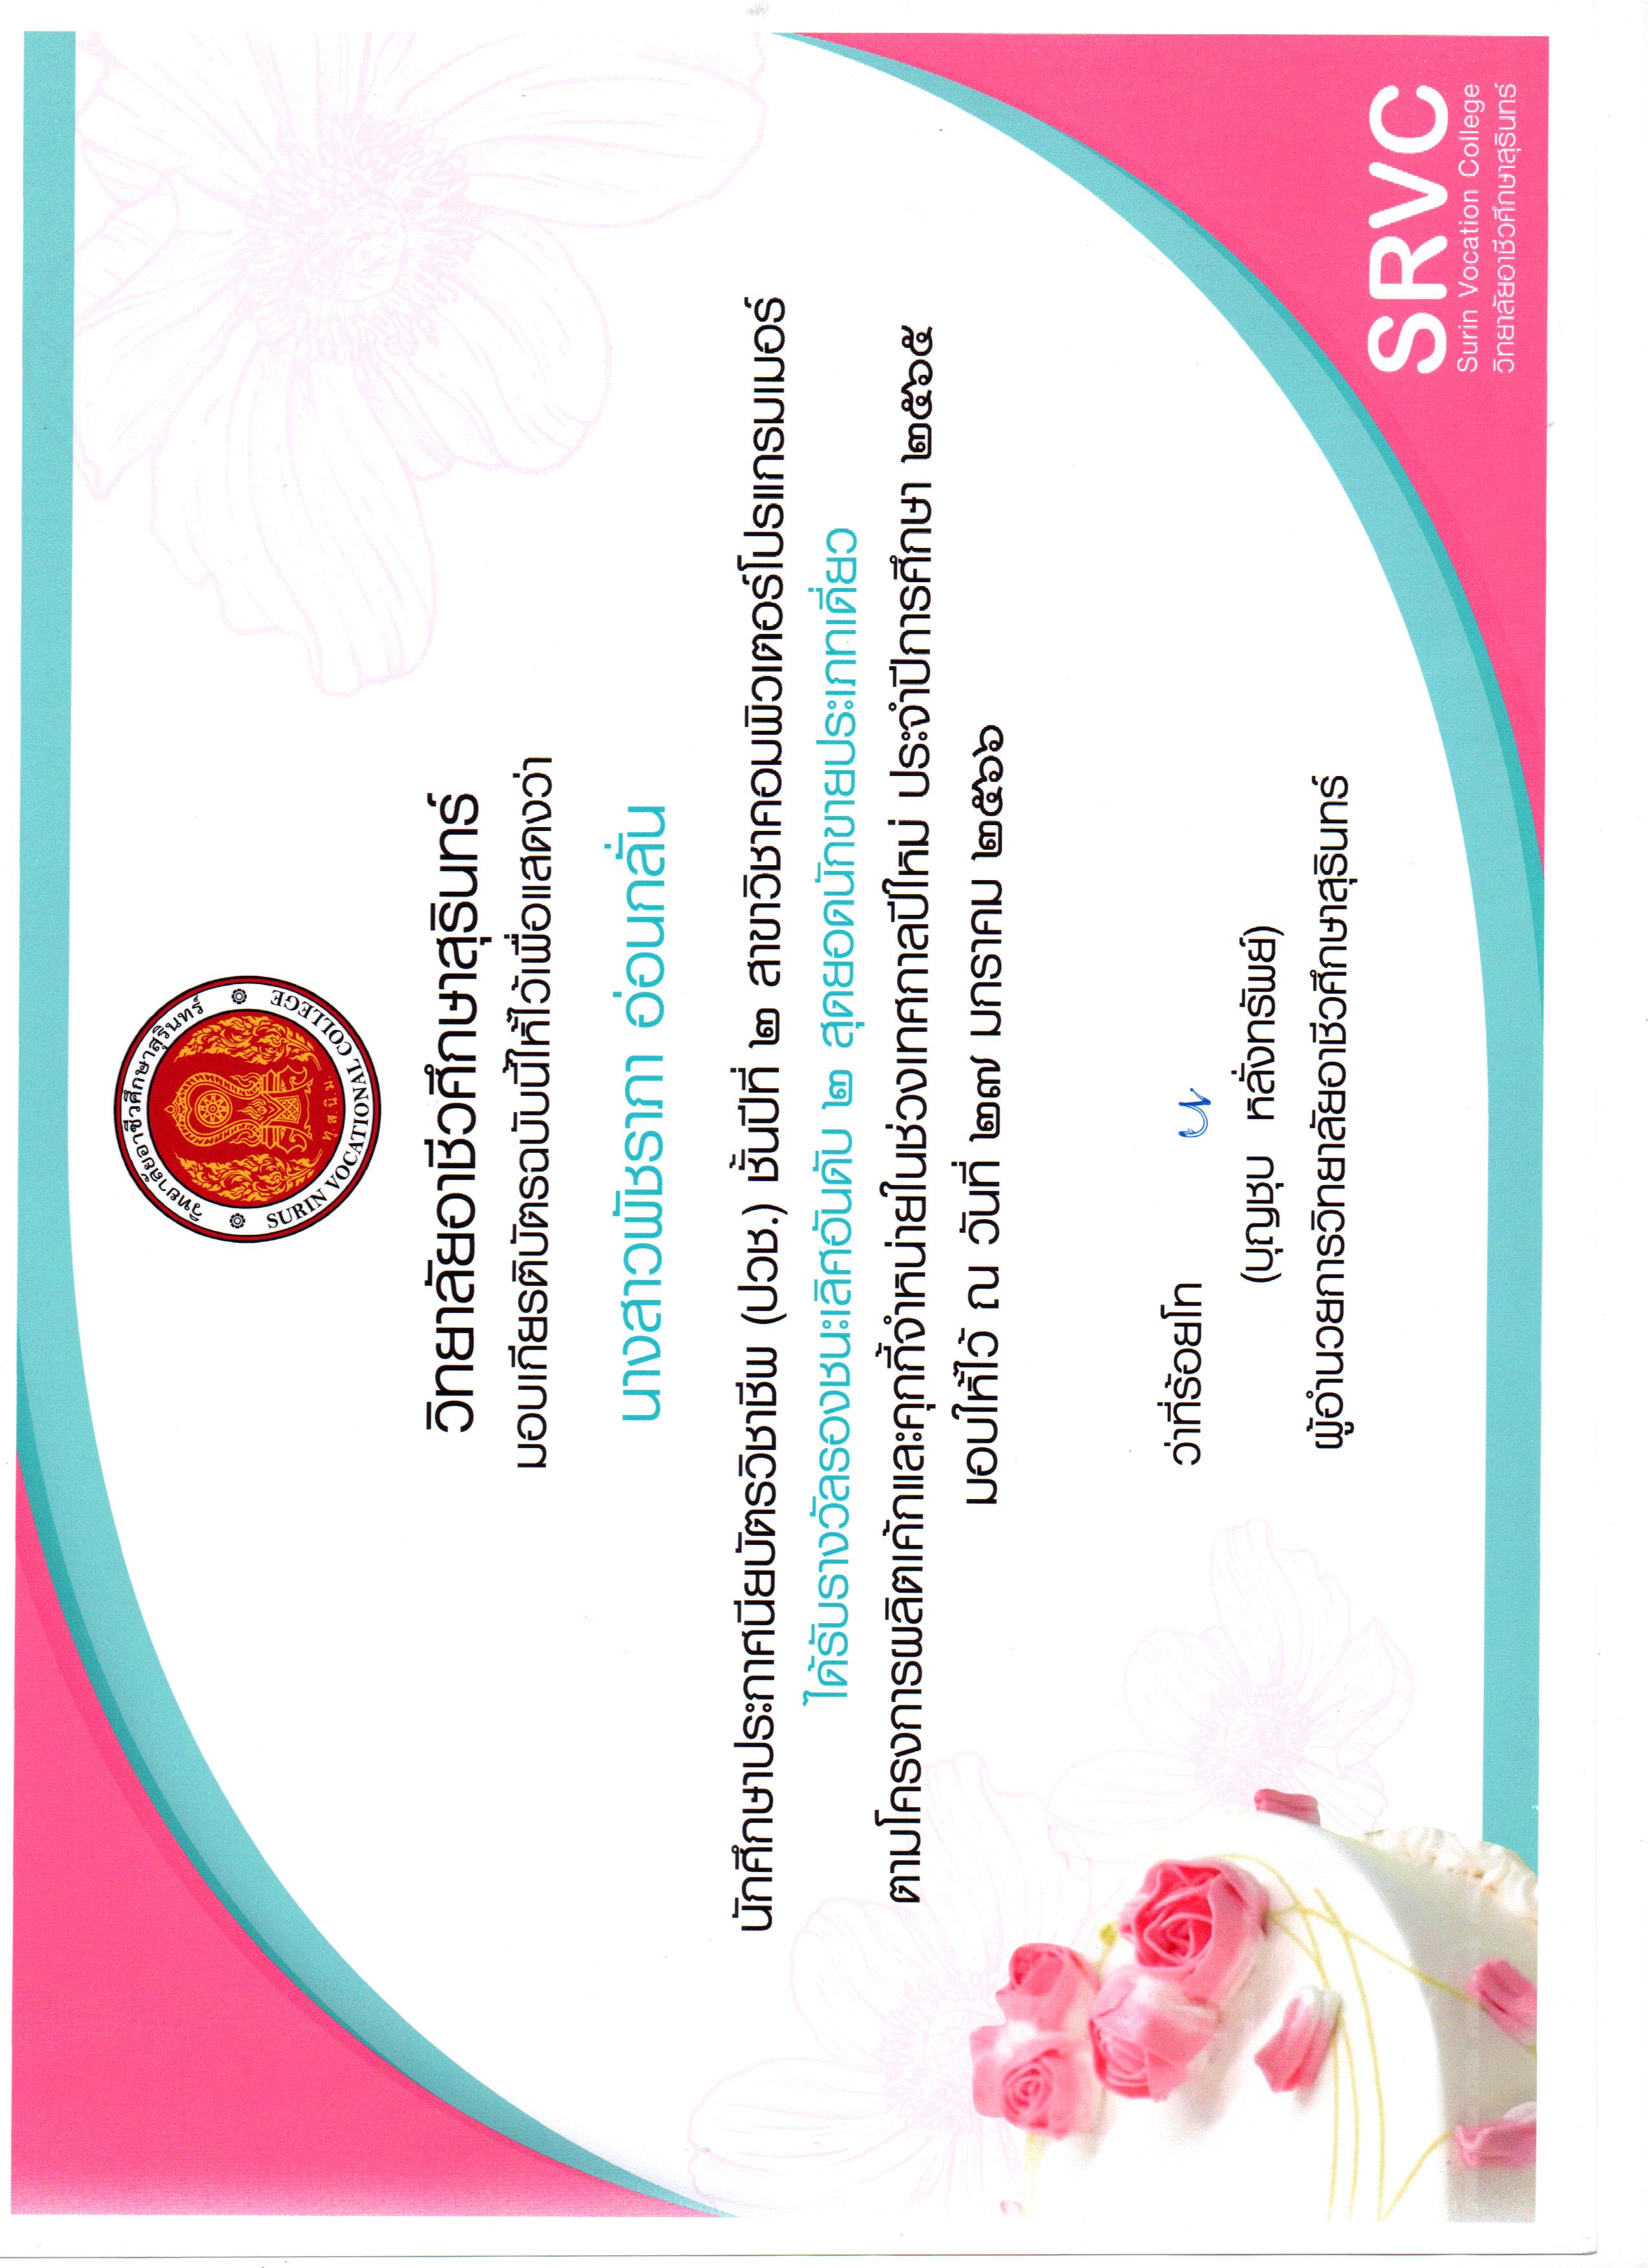 วิทยาลัยอาชีวศึกษาสุรินทร์
SURIN VOCATIONAL COLLEGE
ทุ. ส. นิ. ม.
วิทยาลัยอาชีวศึกษาสุรินทร์
มอบเกียรติบัตรฉบับนี้ให้ไว้เพื่อแสดงว่า
นางสาวพัชราภา อ่อนกลั่น
นักศึกษาประกาศนียบัตรวิชาชีพ (ปวช.) ชั้นปีที่ ๒ สาขาวิชาคอมพิวเตอร์โปรแกรมเมอร์
ได้รับรางวัลรองชนะเลิศอันดับ ๒ สุดยอดนักขายประเภทเดี่ยว
ตามโครงการผลิตเค้กและคุกกี้จำหน่ายในช่วงเทศกาลปีใหม่ ประจำปีการศึกษา ๒๕๖๕
มอบให้ไว้ ณ วันที่ ๒๗ มกราคม ๒๕๖๖
ว่าที่ร้อยโท
(บุญชุบ หลั่งทรัพย์)
ผู้อำนวยการวิทยาลัยอาชีวศึกษาสุรินทร์
SRVC
Surin Vocation College
วิทยาลัยอาชีวศึกษาสุรินทร์